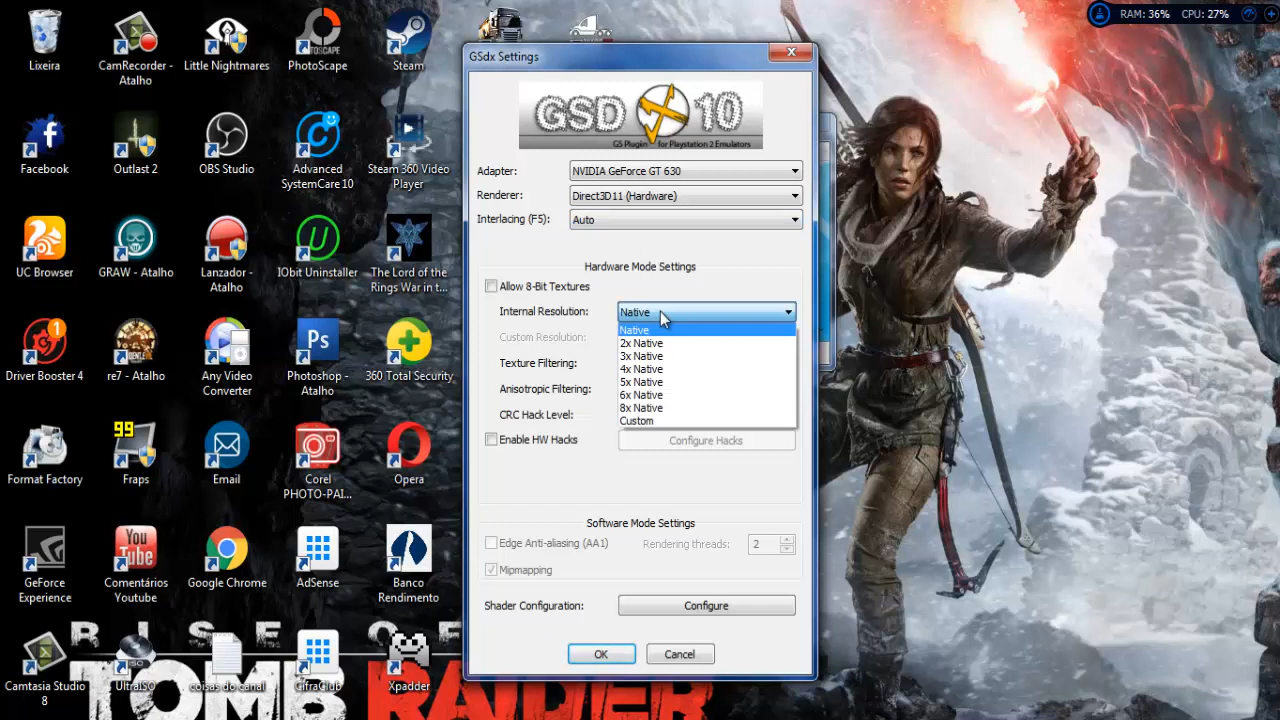 RAM: 36% CPU: 27%
Lixeira
CamRecorder -
Atalho
Little Nightmares
PhotoScape
Steam
Facebook
Outlast 2
OBS Studio
Advanced
SystemCare 10
Steam 360 Video
Player
UC Browser
GRAW - Atalho
Lanzador -
Atalho
IObit Uninstaller
The Lord of the
Rings War in t...
Driver Booster 4
re7 - Atalho
Any Video
Converter
Photoshop -
Atalho
360 Total Security
Format Factory
99
Fraps
Email
Corel
PHOTO-PAI...
Opera
GeForce
Experience
Comentários
Youtube
Google Chrome
AdSense
Banco
Rendimento
Camtasia Studio
8
UltraISO
coisas do canal
CifraClub
Xpadder
RISE OF
TOMB RAIDER
GSdx Settings
GSDX10
GS Plugin for Playstation 2 Emulators
Adapter: NVIDIA GeForce GT 630
Renderer: Direct3D11 (Hardware)
Interlacing (F5): Auto
Hardware Mode Settings
Allow 8-Bit Textures
Internal Resolution: Native
Native
Custom Resolution:
2x Native
3x Native
Texture Filtering:
4x Native
5x Native
Anisotropic Filtering:
6x Native
8x Native
CRC Hack Level:
Custom
Enable HW Hacks
Configure Hacks
Software Mode Settings
Edge Anti-aliasing (AA1) Rendering threads: 2
Mipmapping
Shader Configuration: Configure
OK Cancel